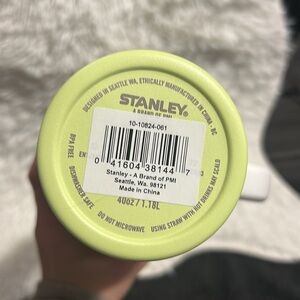 DESIGNED IN SEATTLE WA, ETHICALLY MANUFACTURED IN CHINA
STANLEY
A BRAND OF PMI
10-10824-061
0 41604 38144 7
Stanley - A Brand of PMI
Seattle, Wa. 98121
Made in China
40oz / 1.18L
BPA FREE
DISHWASHER SAFE
DO NOT MICROWAVE
USING STRAW WITH HOT DRINKS MAY SCALD